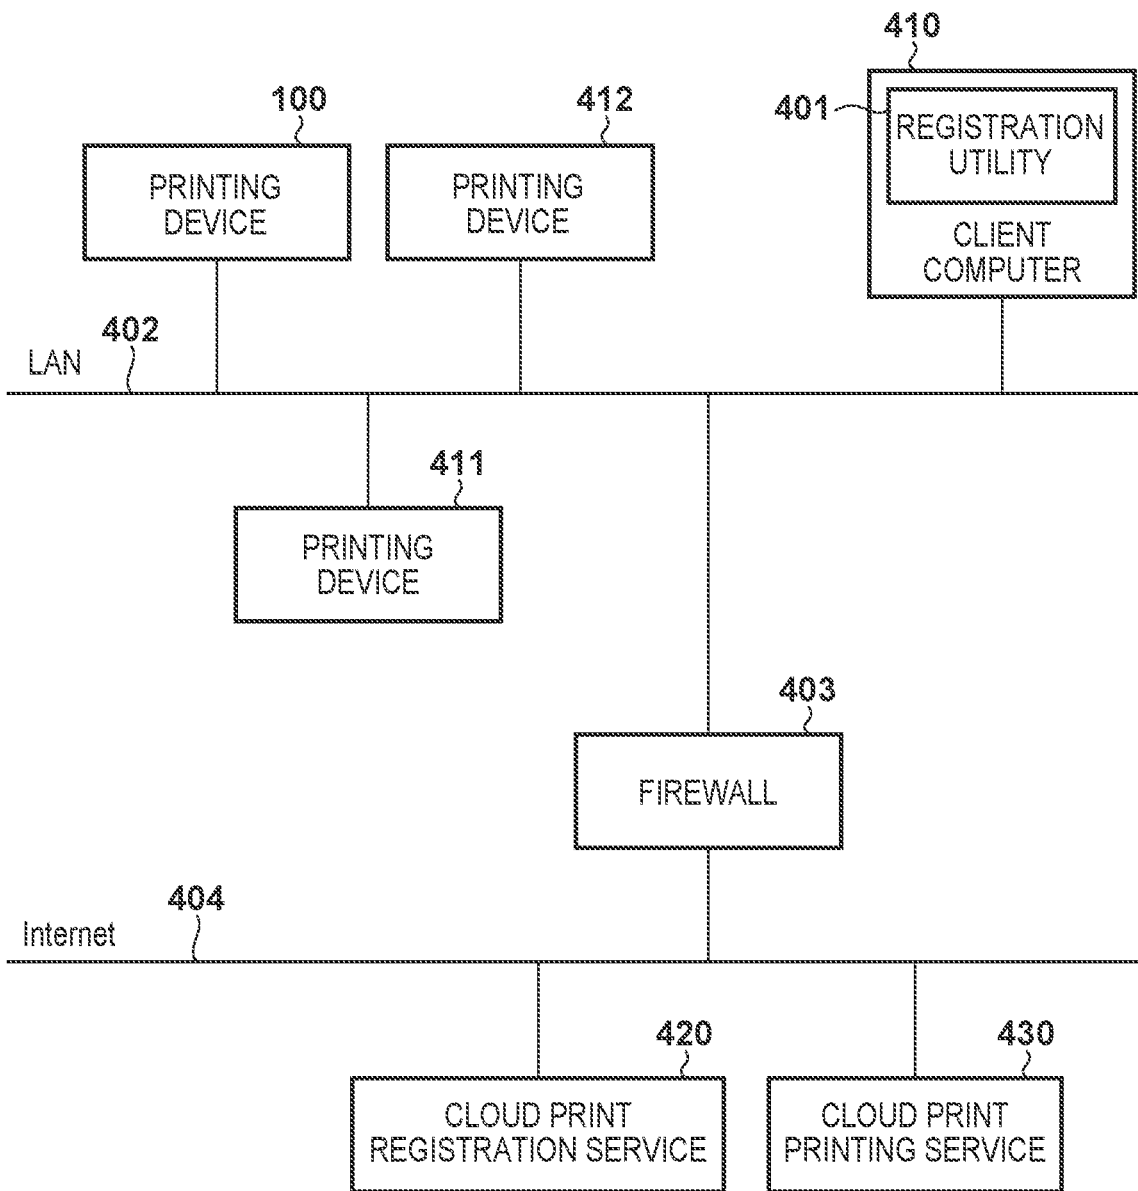 410
100
412
401
REGISTRATION
UTILITY
PRINTING
DEVICE
PRINTING
DEVICE
CLIENT
COMPUTER
402
LAN
411
PRINTING
DEVICE
403
FIREWALL
404
Internet
420
430
CLOUD PRINT
REGISTRATION SERVICE
CLOUD PRINT
PRINTING SERVICE